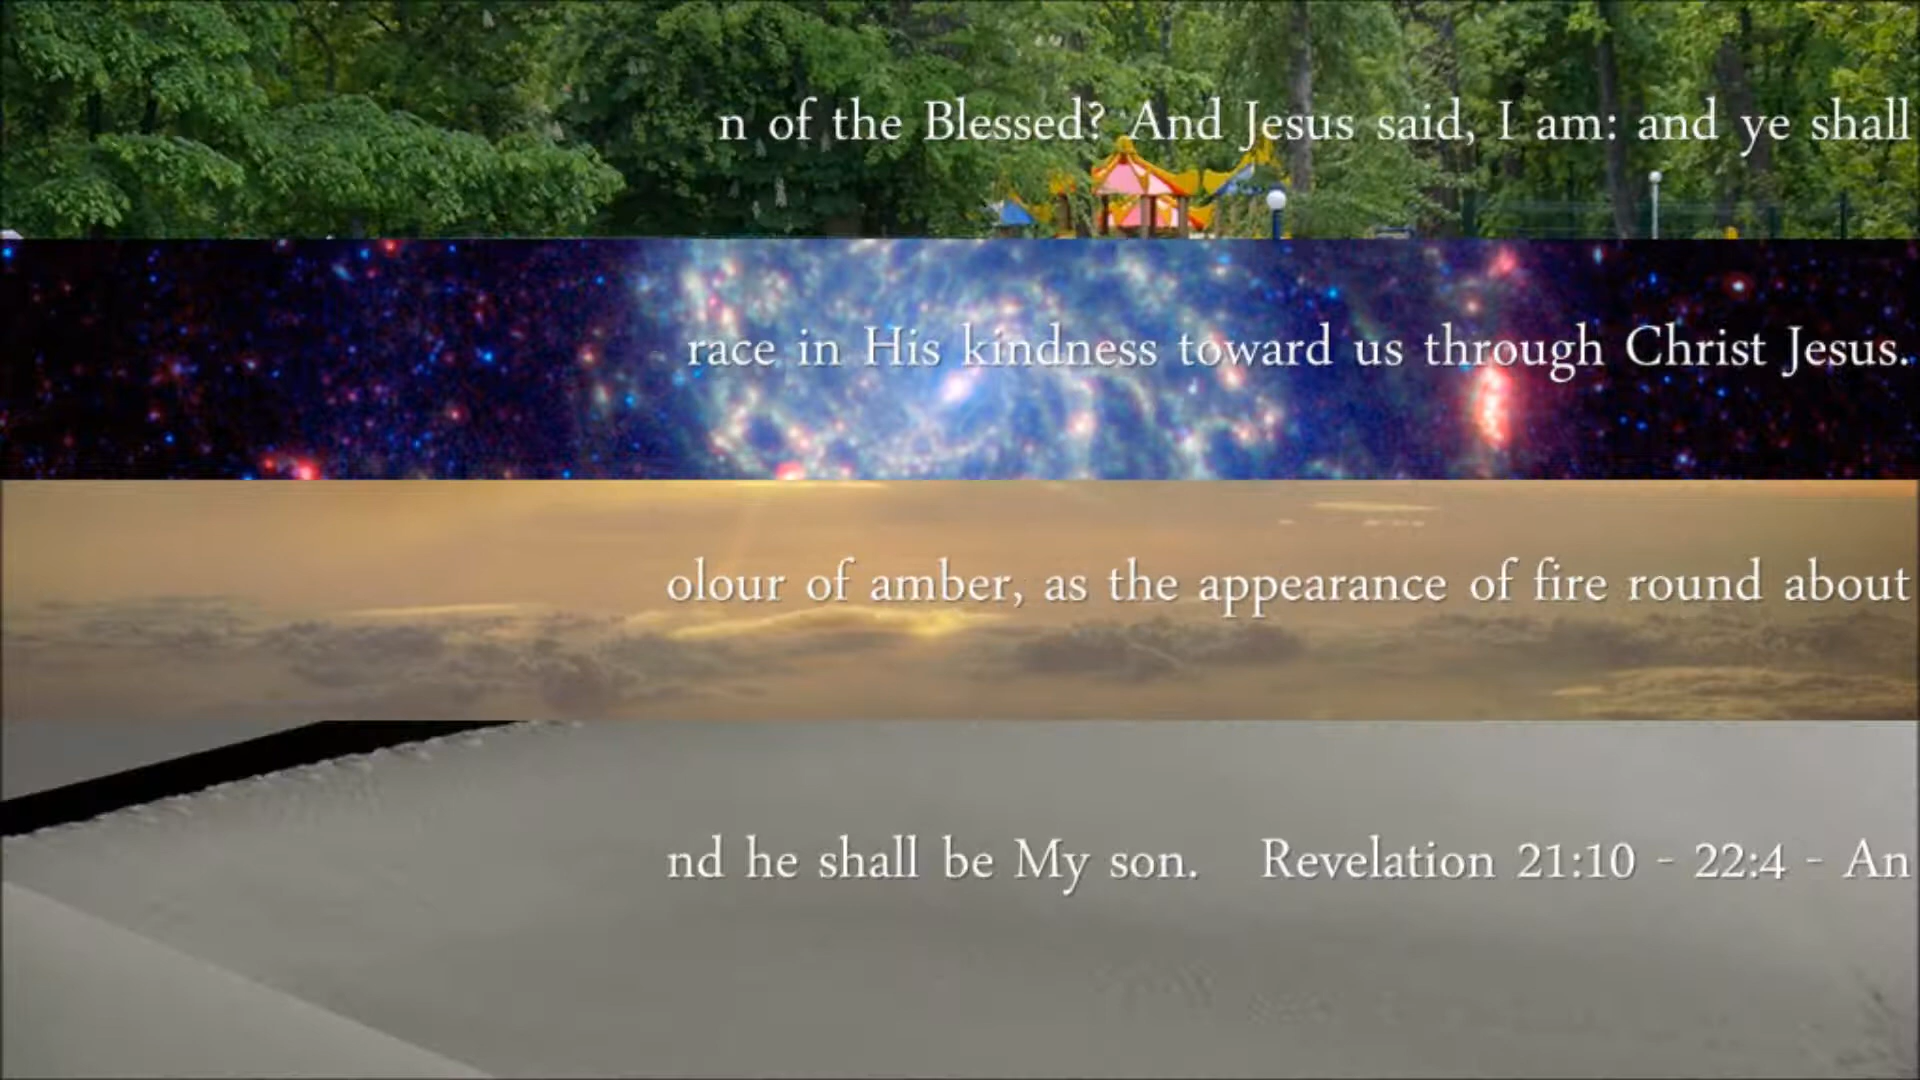 n of the Blessed? And Jesus said, I am: and ye shall
race in His kindness toward us through Christ Jesus.
olour of amber, as the appearance of fire round about
nd he shall be My son. Revelation 21:10 - 22:4 - An